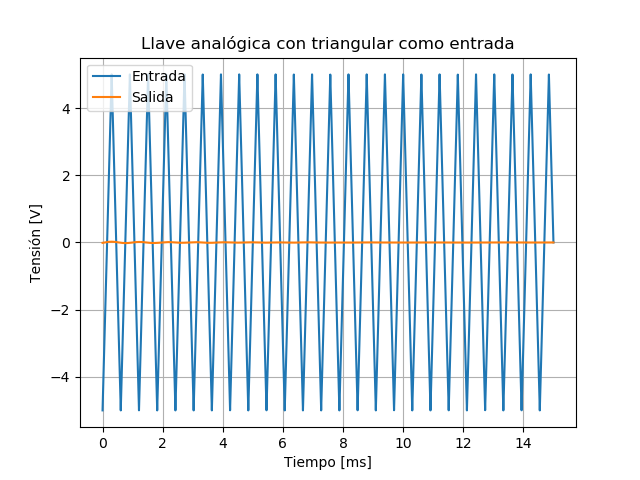 Llave analógica con triangular como entrada
Entrada
Salida
4
2
0
−2
−4
Tensión [V]
0 2 4 6 8 10 12 14
Tiempo [ms]